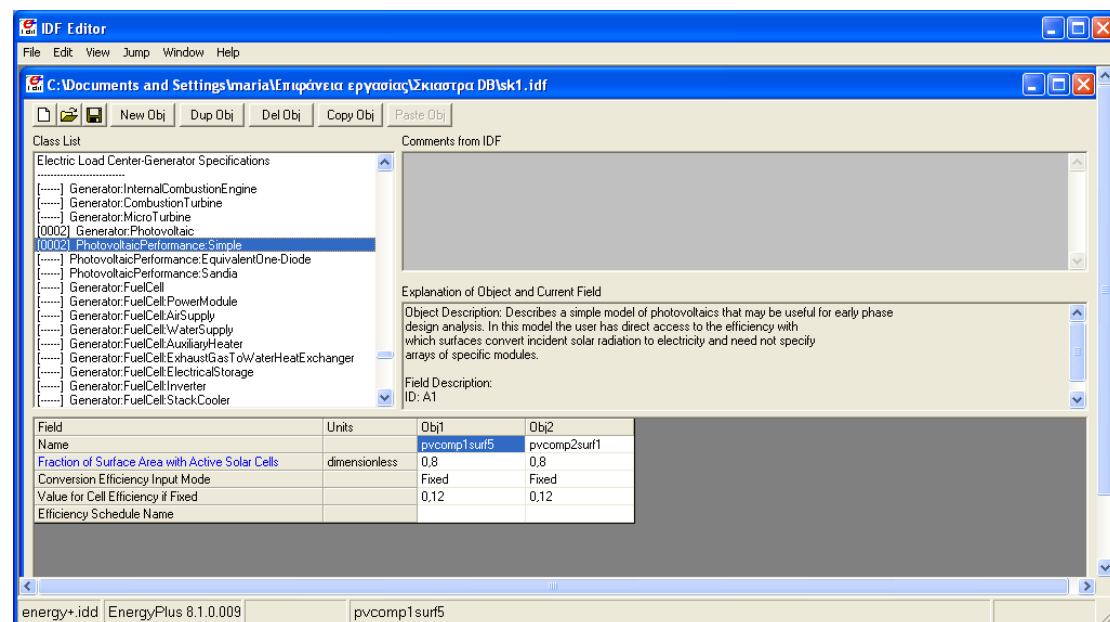 IDF Editor
File Edit View Jump Window Help
C:\Documents and Settings\maria\Επιφάνεια εργασίας\Σκιαστρα DB\sk1.idf
New Obj Dup Obj Del Obj Copy Obj Paste Obj
Class List
Comments from IDF
Electric Load Center-Generator Specifications
--------------------------
[------] Generator:InternalCombustionEngine
[------] Generator:CombustionTurbine
[------] Generator:MicroTurbine
[0002] Generator:Photovoltaic
[0002] PhotovoltaicPerformance:Simple
[------] PhotovoltaicPerformance:EquivalentOne-Diode
[------] PhotovoltaicPerformance:Sandia
[------] Generator:FuelCell
[------] Generator:FuelCell:PowerModule
[------] Generator:FuelCell:AirSupply
[------] Generator:FuelCell:WaterSupply
[------] Generator:FuelCell:AuxiliaryHeater
[------] Generator:FuelCell:ExhaustGasToWaterHeatExchanger
[------] Generator:FuelCell:ElectricalStorage
[------] Generator:FuelCell:Inverter
[------] Generator:FuelCell:StackCooler
Explanation of Object and Current Field
Object Description: Describes a simple model of photovoltaics that may be useful for early phase
design analysis. In this model the user has direct access to the efficiency with
which surfaces convert incident solar radiation to electricity and need not specify
arrays of specific modules.
Field Description:
ID: A1
Field Units Obj1 Obj2
Name pvcomp1surf5 pvcomp2surf1
Fraction of Surface Area with Active Solar Cells dimensionless 0,8 0,8
Conversion Efficiency Input Mode Fixed Fixed
Value for Cell Efficiency if Fixed 0,12 0,12
Efficiency Schedule Name
energy+.idd EnergyPlus 8.1.0.009 pvcomp1surf5